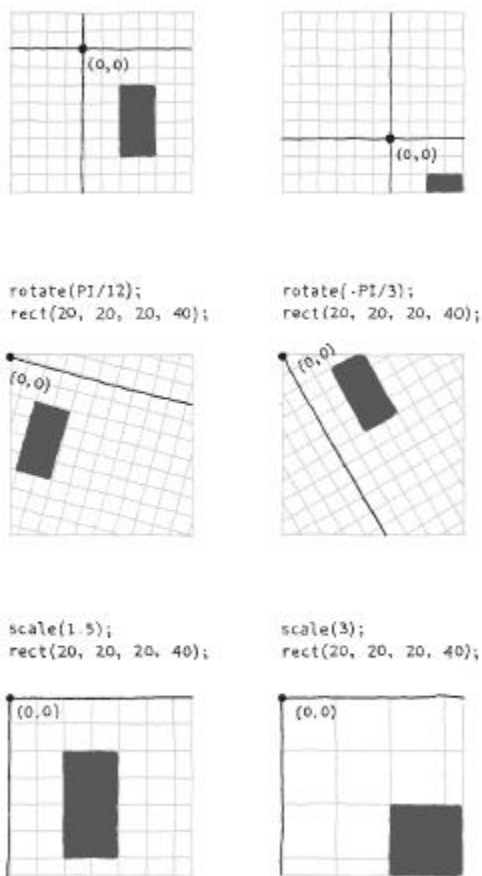 (0,0)
(0,0)
rotate(PI/12);
rect(20, 20, 20, 40);
rotate(-PI/3);
rect(20, 20, 20, 40);
(0,0)
(0,0)
scale(1.5);
rect(20, 20, 20, 40);
scale(3);
rect(20, 20, 20, 40);
(0,0)
(0,0)